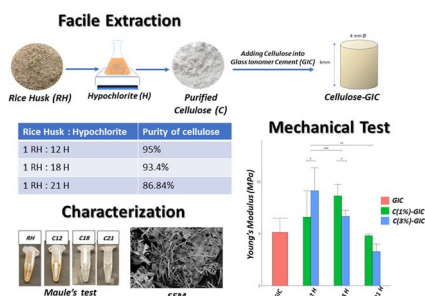 Facile Extraction
Adding Cellulose into
Glass Ionomer Cement (GIC)
4 mm Ø
6mm
Rice Husk (RH)
Hypochlorite (H)
Purified
Cellulose (C)
Cellulose-GIC
Rice Husk : Hypochlorite Purity of cellulose
1 RH : 12 H 95%
1 RH : 18 H 93.4%
1 RH : 21 H 86.84%
Mechanical Test
Young's Modulus (MPa)
GIC
C(1%)-GIC
C(3%)-GIC
GIC
Characterization
RH C12 C18 C21
Maule's test
SEM